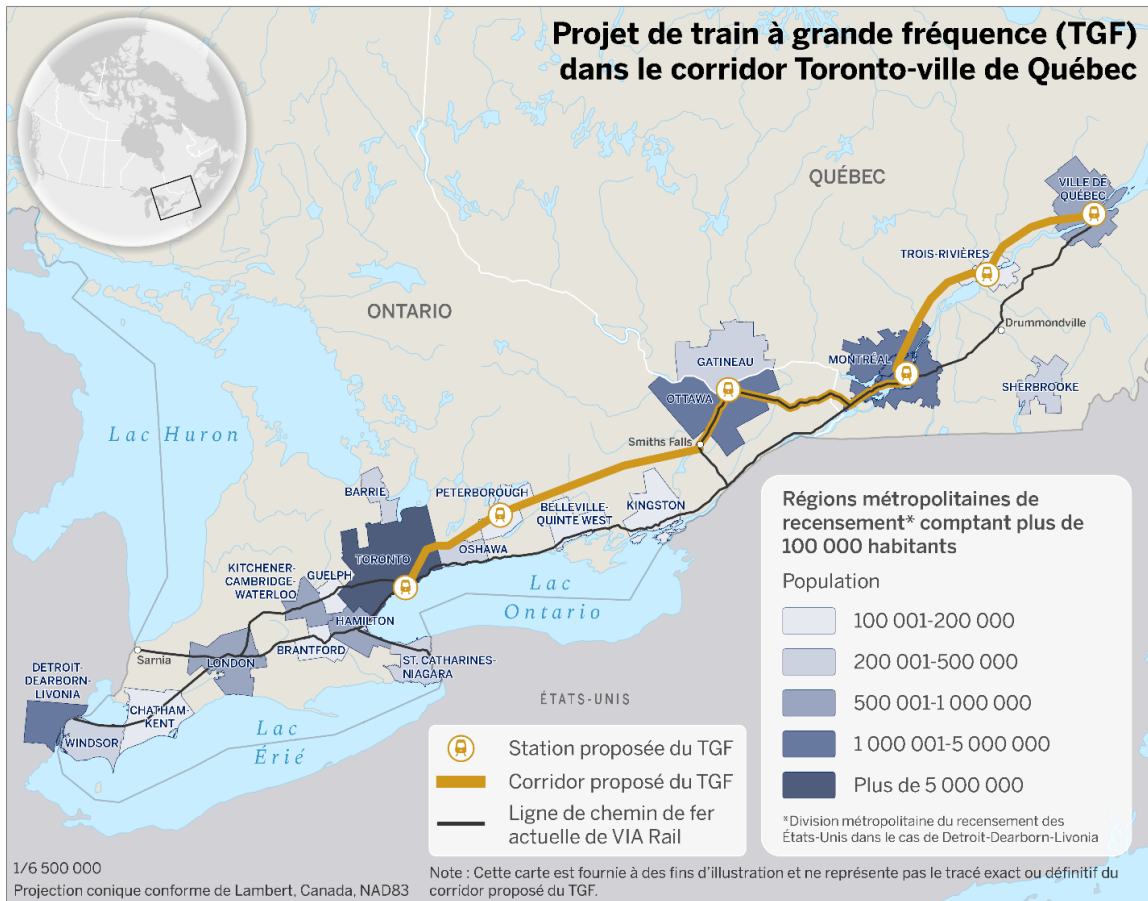 Projet de train à grande fréquence (TGF)
dans le corridor Toronto-ville de Québec
QUÉBEC
VILLE DE
QUÉBEC
TROIS-RIVIÈRES
ONTARIO
Drummondville
GATINEAU
MONTRÉAL
OTTAWA
SHERBROOKE
Lac Huron
Smiths Falls
BARRIE
PETERBOROUGH
BELLEVILLE-
QUINTE WEST
KINGSTON
TORONTO
OSHAWA
KITCHENER-
CAMBRIDGE-
WATERLOO
GUELPH
Lac
Ontario
HAMILTON
BRANTFORD
Sarnia
LONDON
ST. CATHARINES-
NIAGARA
DETROIT-
DEARBORN-
LIVONIA
CHATHAM-
KENT
WINDSOR
Lac
Érié
ÉTATS-UNIS
Station proposée du TGF
Corridor proposé du TGF
Ligne de chemin de fer
actuelle de VIA Rail
Régions métropolitaines de
recensement* comptant plus de
100 000 habitants
Population
100 001-200 000
200 001-500 000
500 001-1 000 000
1 000 001-5 000 000
Plus de 5 000 000
*Division métropolitaine du recensement des
États-Unis dans le cas de Detroit-Dearborn-Livonia
1/6 500 000
Projection conique conforme de Lambert, Canada, NAD83
Note : Cette carte est fournie à des fins d'illustration et ne représente pas le tracé exact ou définitif du
corridor proposé du TGF.